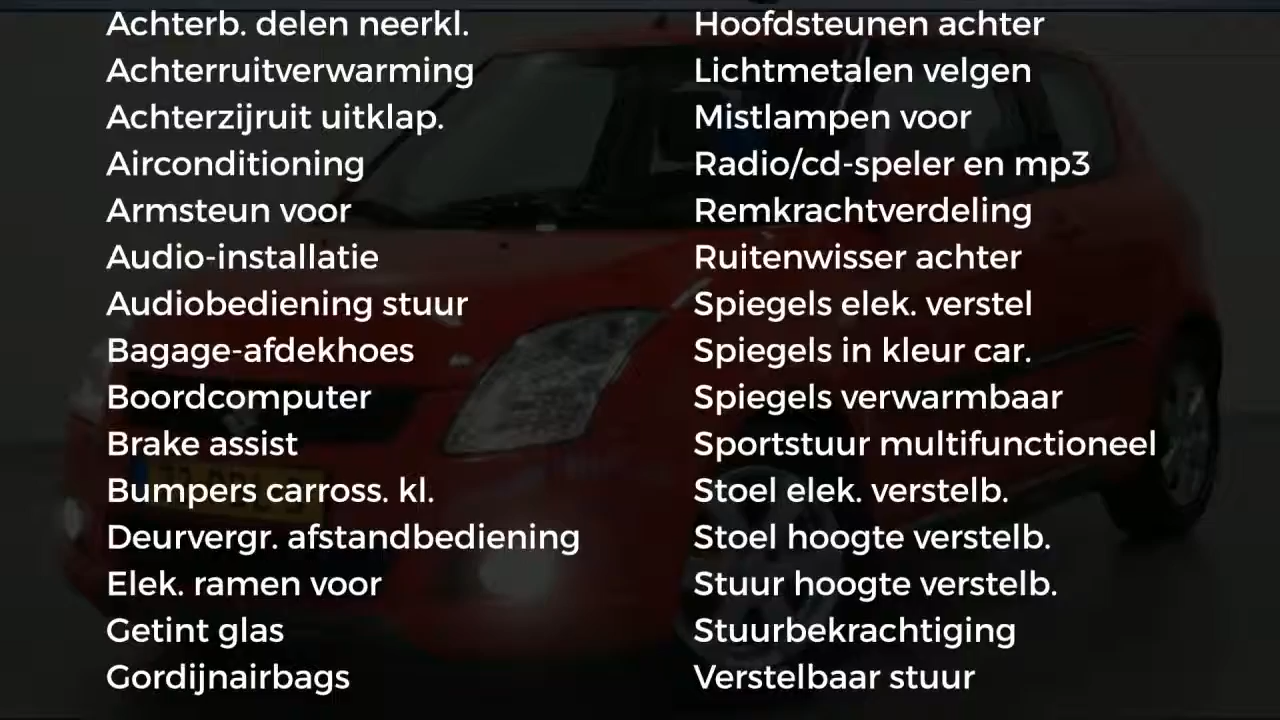 Achterb. delen neerkl.
Achterruitverwarming
Achterzijruit uitklap.
Airconditioning
Armsteun voor
Audio-installatie
Audiobediening stuur
Bagage-afdekhoes
Boordcomputer
Brake assist
Bumpers carross. kl.
Deurvergr. afstandbediening
Elek. ramen voor
Getint glas
Gordijnairbags
Hoofdsteunen achter
Lichtmetalen velgen
Mistlampen voor
Radio/cd-speler en mp3
Remkrachtverdeling
Ruitenwisser achter
Spiegels elek. verstel
Spiegels in kleur car.
Spiegels verwarmbaar
Sportstuur multifunctioneel
Stoel elek. verstelb.
Stoel hoogte verstelb.
Stuur hoogte verstelb.
Stuurbekrachtiging
Verstelbaar stuur